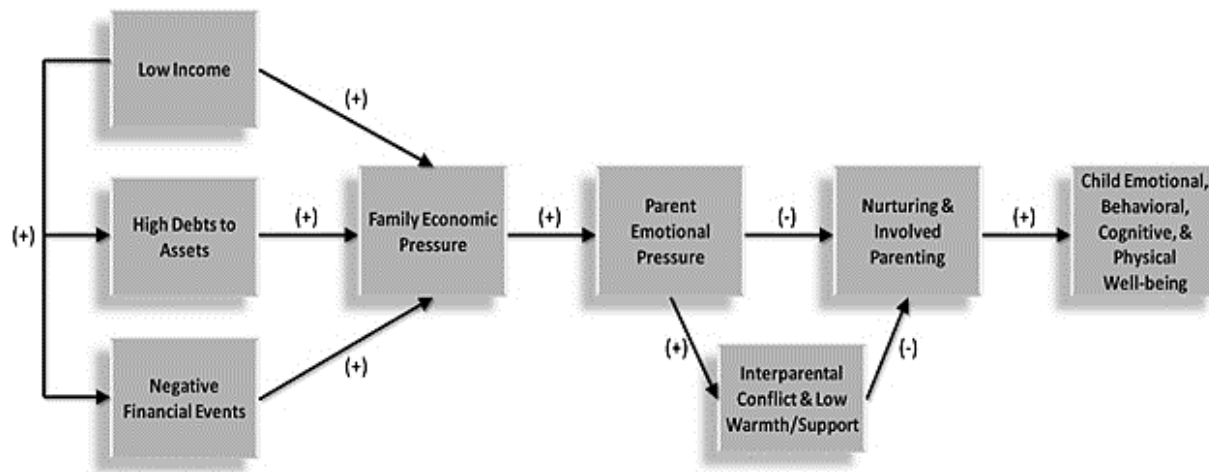 Low Income
(+)
(+)
High Debts to
Assets
(+)
Family Economic
Pressure
(+)
Parent
Emotional
Pressure
(-)
Nurturing &
Involved
Parenting
(+)
Child Emotional,
Behavioral,
Cognitive, &
Physical
Well-being
Negative
Financial Events
(+)
(+)
Interparental
Conflict & Low
Warmth/Support
(-)